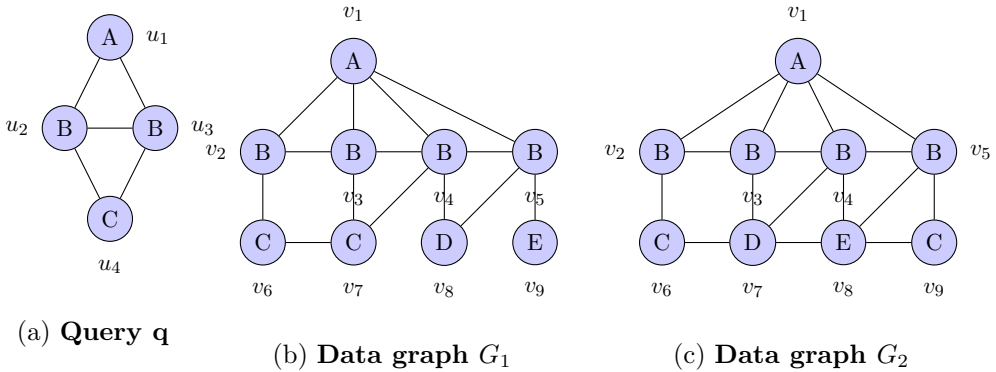 v1
v1
A
u1
A
A
u2
B
B
u3
v2
B
B
B
B
v2
B
B
B
B
v5
v3
v4
v5
v3
v4
C
C
C
D
E
C
D
E
C
u4
v6
v7
v8
v9
v6
v7
v8
v9
(a) Query q
(b) Data graph G1
(c) Data graph G2